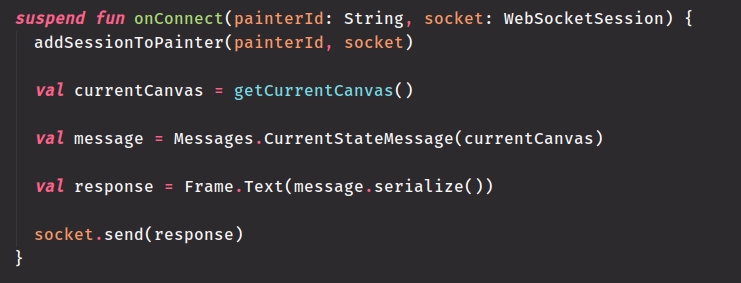 suspend fun onConnect(painterId: String, socket: WebSocketSession) {
addSessionToPainter(painterId, socket)
val currentCanvas = getCurrentCanvas()
val message = Messages.CurrentStateMessage(currentCanvas)
val response = Frame.Text(message.serialize())
socket.send(response)
}